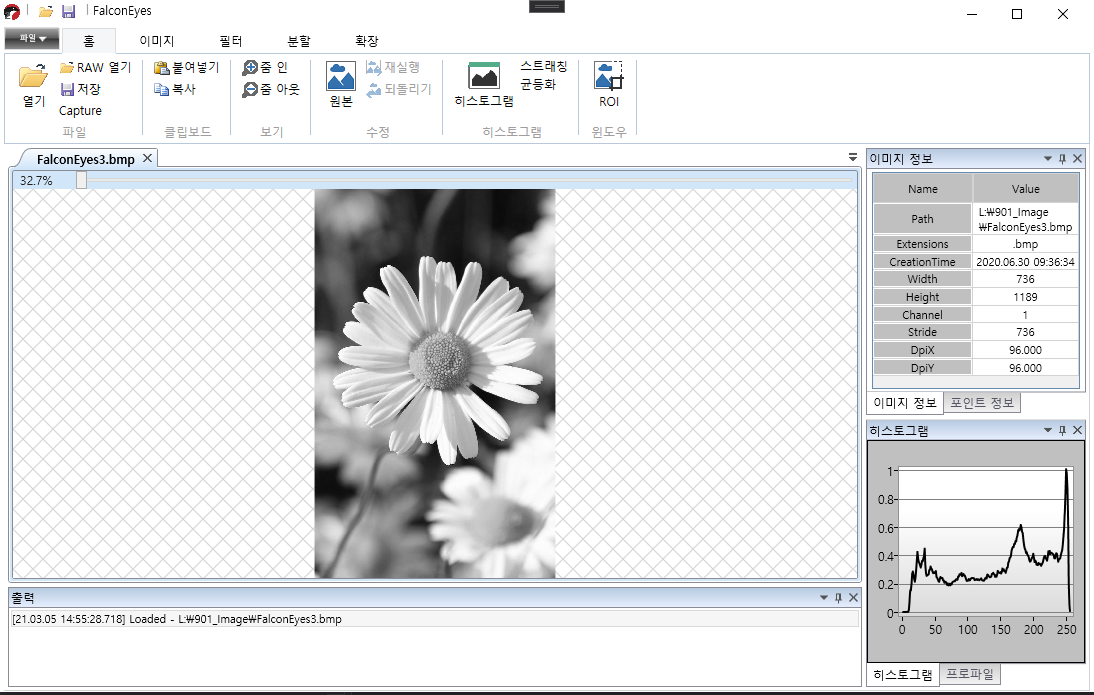 FalconEyes
파일
홈
이미지
필터
분할
확장
열기
RAW 열기
저장
Capture
파일
붙여넣기
복사
클립보드
줌 인
줌 아웃
보기
원본
재실행
되돌리기
수정
히스토그램
스트래칭
균등화
히스토그램
ROI
윈도우
FalconEyes3.bmp
32.7%
이미지 정보
Name Value
Path L:₩901_Image
₩FalconEyes3.bmp
Extensions .bmp
CreationTime 2020.06.30 09:36:34
Width 736
Height 1189
Channel 1
Stride 736
DpiX 96.000
DpiY 96.000
이미지 정보 포인트 정보
히스토그램
1
0.8
0.6
0.4
0.2
0
0 50 100 150 200 250
히스토그램 프로파일
출력
[21.03.05 14:55:28.718] Loaded - L:₩901_Image₩FalconEyes3.bmp